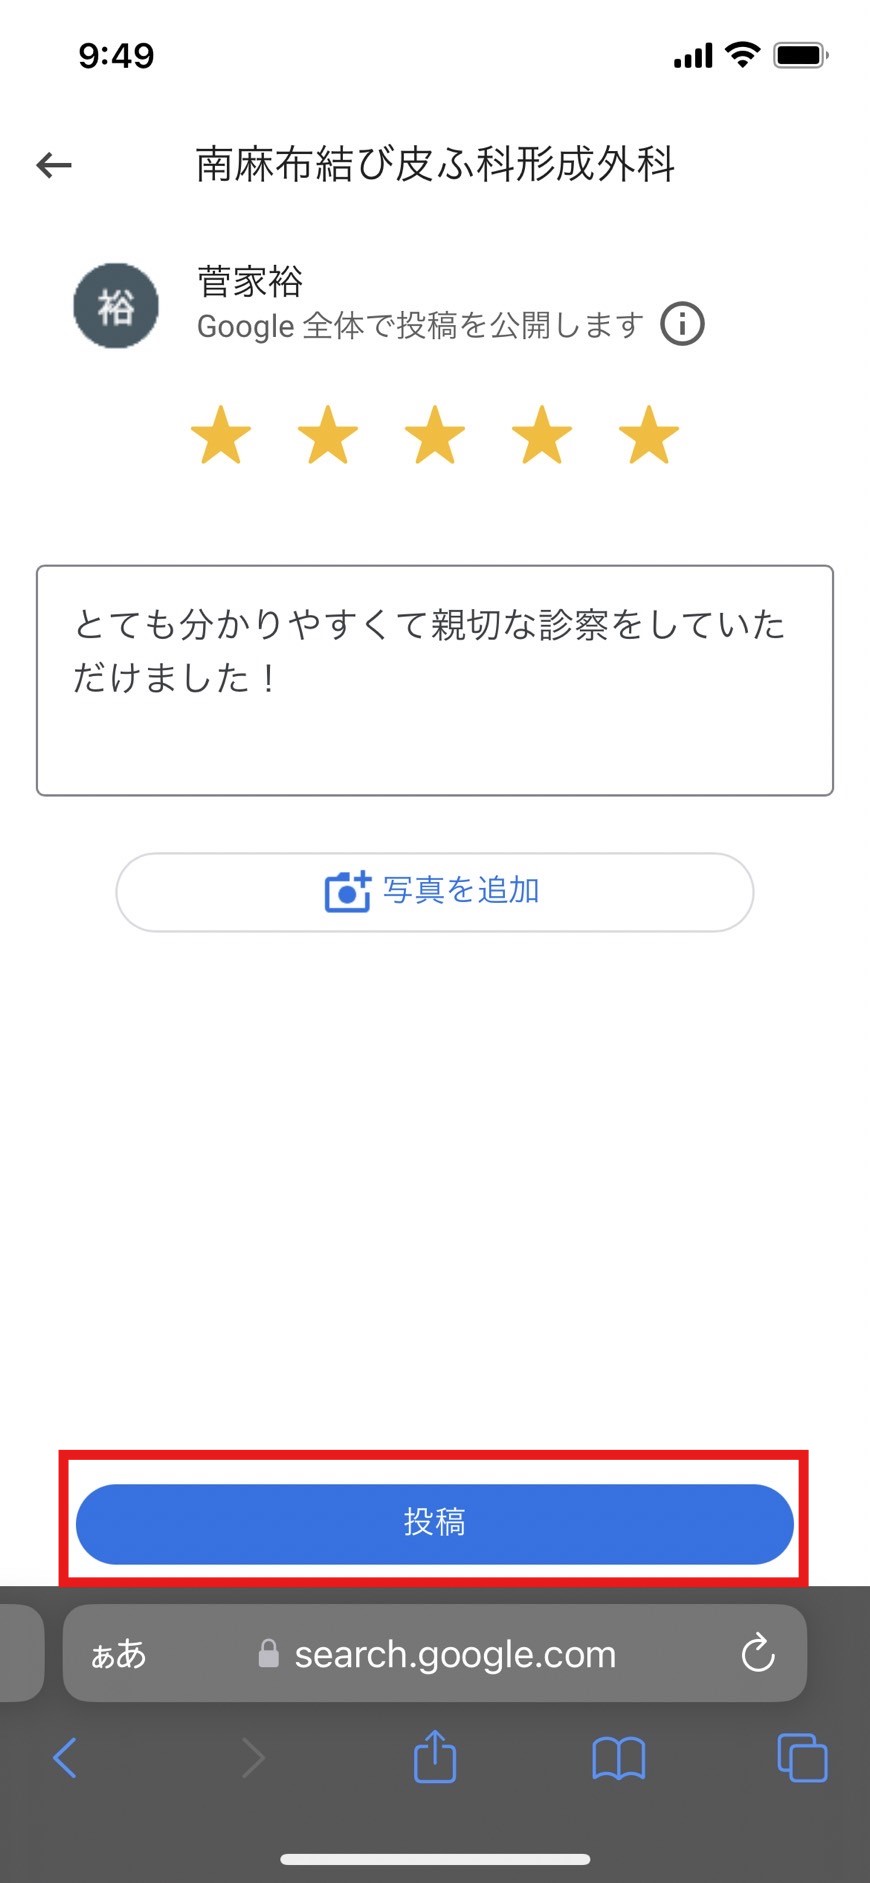 9:49
南麻布結び皮ふ科形成外科
裕
菅家裕
Google 全体で投稿を公開します
とても分かりやすくて親切な診察をしていた
だけました！
写真を追加
投稿
ぁあ
search.google.com